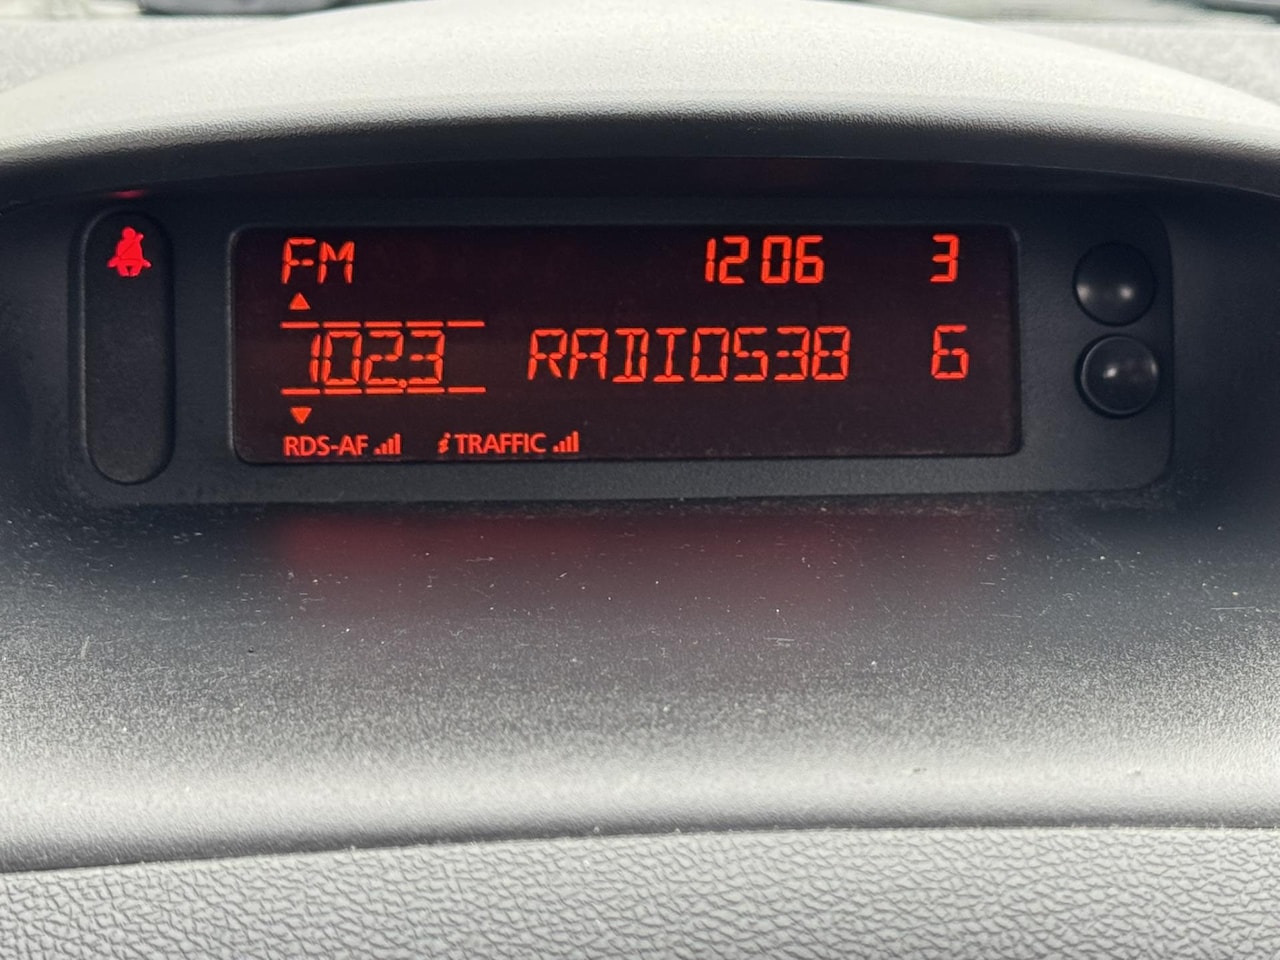 FM 12 06 3
102.3 RADIO538 6
RDS-AF i TRAFFIC